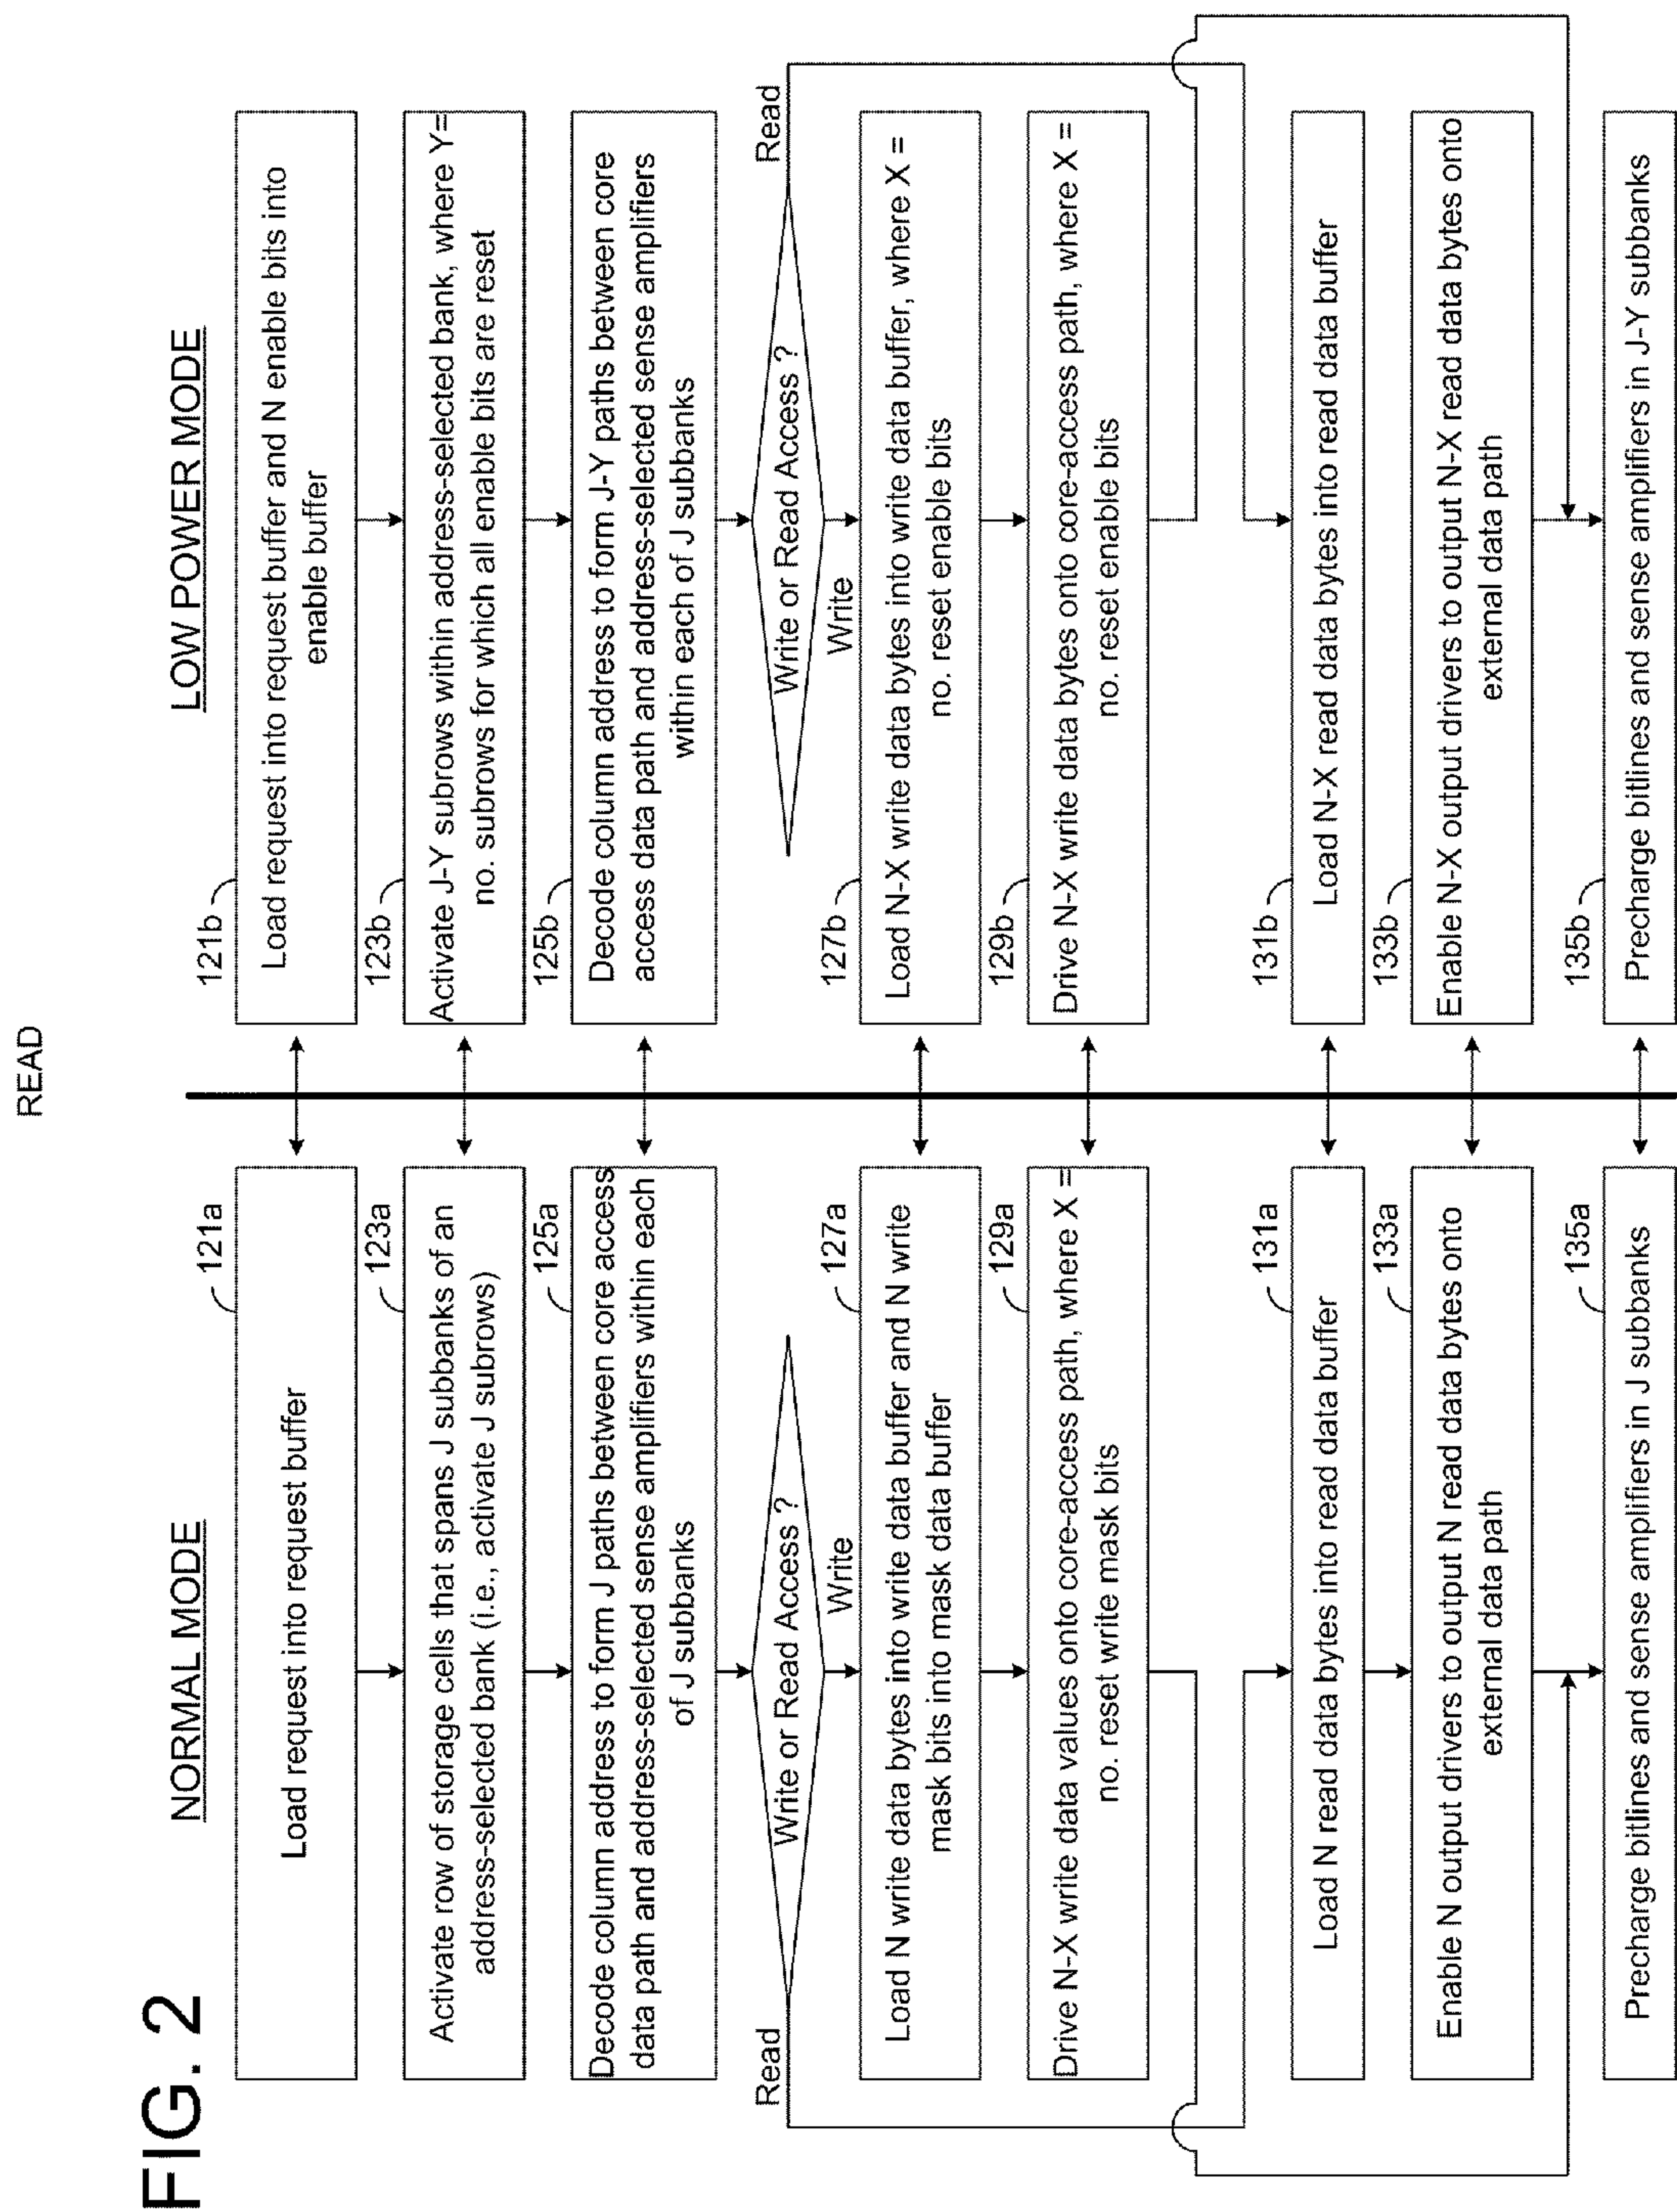 READ
FIG. 2
NORMAL MODE
121a
Load request into request buffer
123a
Activate row of storage cells that spans J subbanks of an
address-selected bank (i.e., activate J subrows)
125a
Decode column address to form J paths between core access
data path and address-selected sense amplifiers within each
of J subbanks
Read
Write or Read Access ?
Write
127a
Load N write data bytes into write data buffer and N write
mask bits into mask data buffer
129a
Drive N-X write data values onto core-access path, where X =
no. reset write mask bits
131a
Load N read data bytes into read data buffer
133a
Enable N output drivers to output N read data bytes onto
external data path
135a
Precharge bitlines and sense amplifiers in J subbanks
LOW POWER MODE
121b
Load request into request buffer and N enable bits into
enable buffer
123b
Activate J-Y subrows within address-selected bank, where Y=
no. subrows for which all enable bits are reset
125b
Decode column address to form J-Y paths between core
access data path and address-selected sense amplifiers
within each of J subbanks
Write or Read Access ?
Read
Write
127b
Load N-X write data bytes into write data buffer, where X =
no. reset enable bits
129b
Drive N-X write data bytes onto core-access path, where X =
no. reset enable bits
131b
Load N-X read data bytes into read data buffer
133b
Enable N-X output drivers to output N-X read data bytes onto
external data path
135b
Precharge bitlines and sense amplifiers in J-Y subbanks